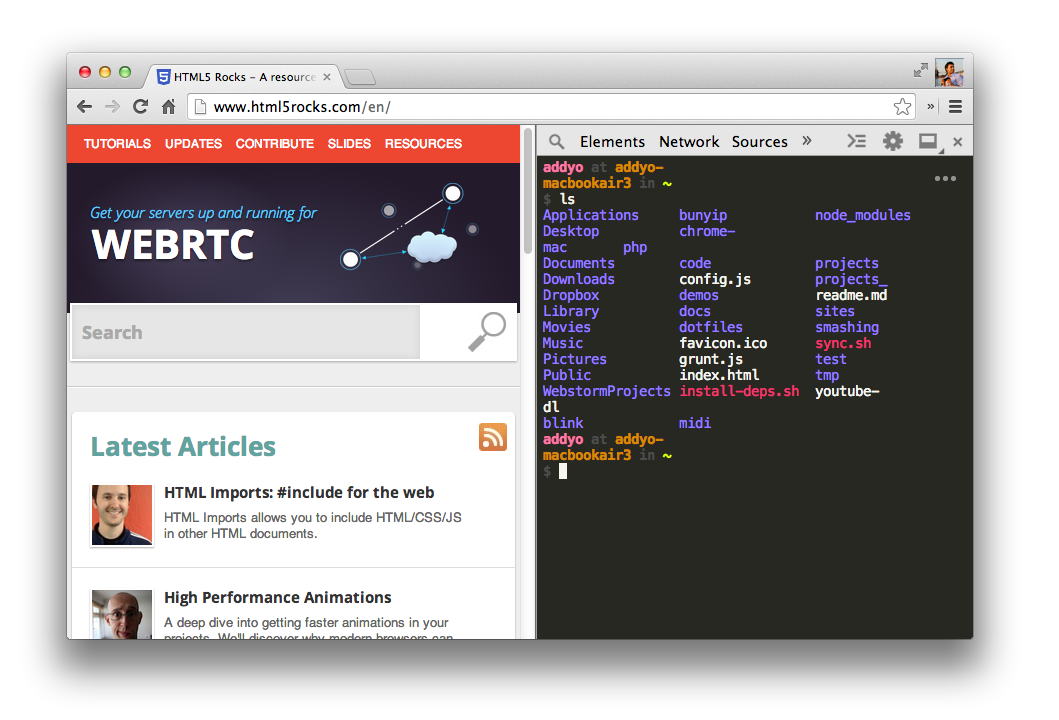 HTML5 Rocks - A resource
www.html5rocks.com/en/
TUTORIALS UPDATES CONTRIBUTE SLIDES RESOURCES
Get your servers up and running for
WEBRTC
Search
Latest Articles
HTML Imports: #include for the web
HTML Imports allows you to include HTML/CSS/JS
in other HTML documents.
High Performance Animations
A deep dive into getting faster animations in your
projects. We'll discover why modern browsers can
Elements Network Sources »
addyo at addyo-
macbookair3 in ~
$ ls
Applications bunyip node_modules
Desktop chrome-
mac php
Documents code projects
Downloads config.js projects_
Dropbox demos readme.md
Library docs sites
Movies dotfiles smashing
Music favicon.ico sync.sh
Pictures grunt.js test
Public index.html tmp
WebstormProjects install-deps.sh youtube-
dl
blink midi
addyo at addyo-
macbookair3 in ~
$